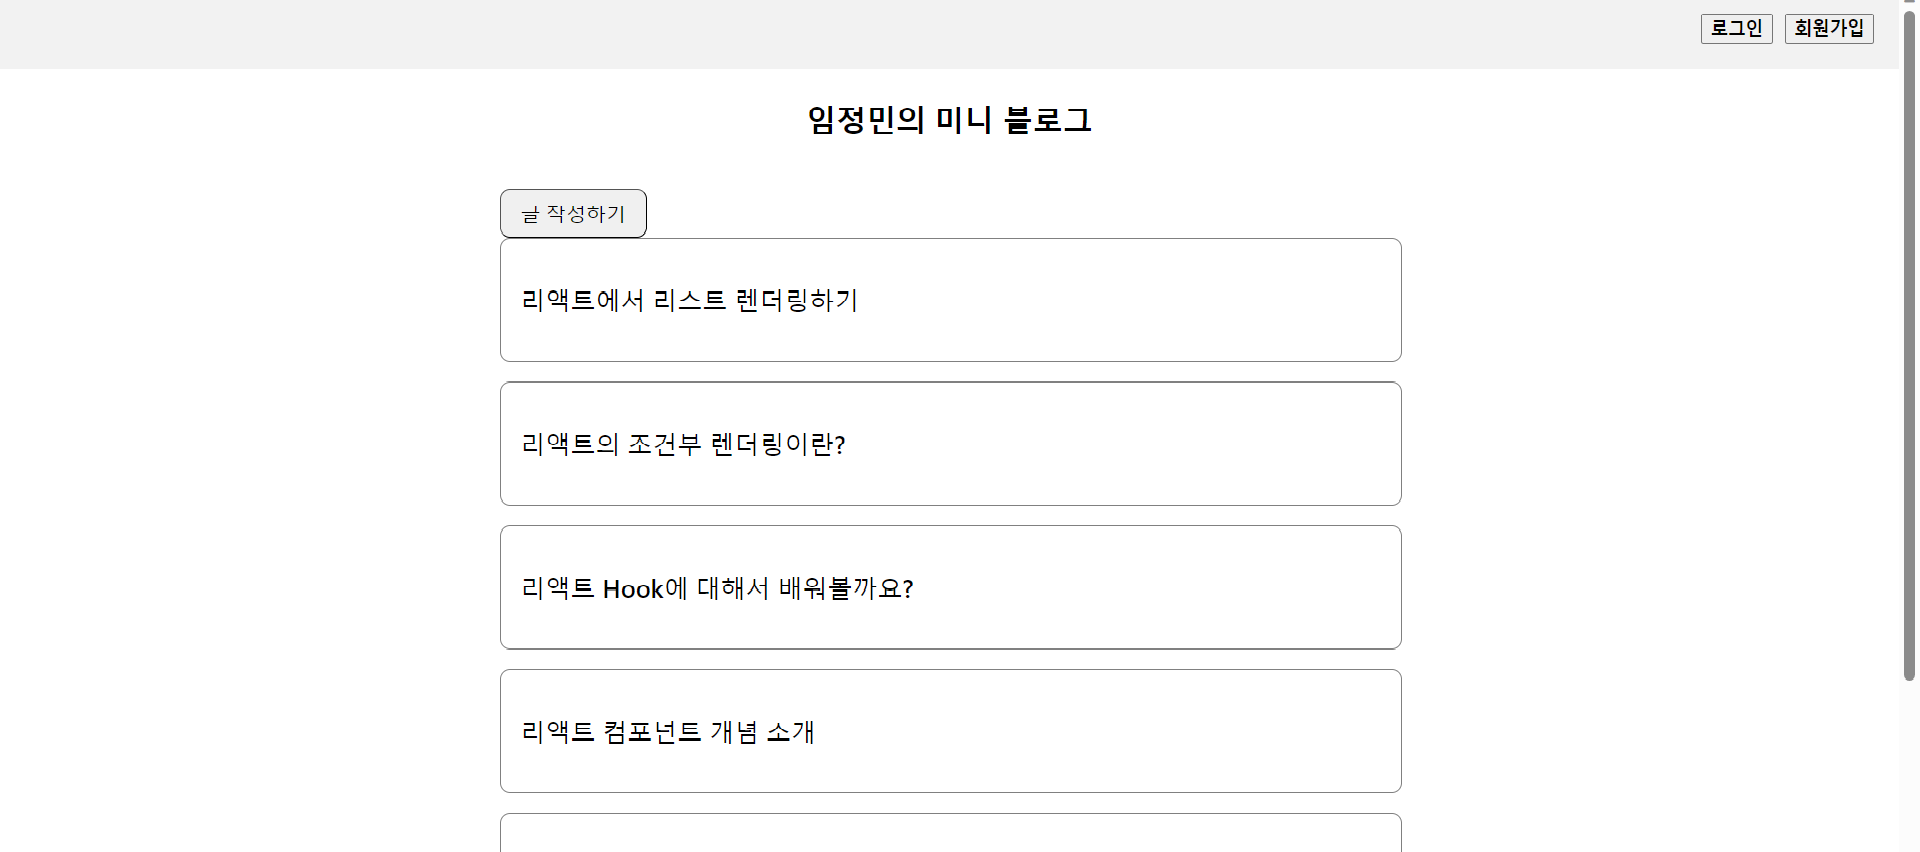 로그인 회원가입
임정민의 미니 블로그
글 작성하기
리액트에서 리스트 렌더링하기
리액트의 조건부 렌더링이란?
리액트 Hook에 대해서 배워볼까요?
리액트 컴포넌트 개념 소개